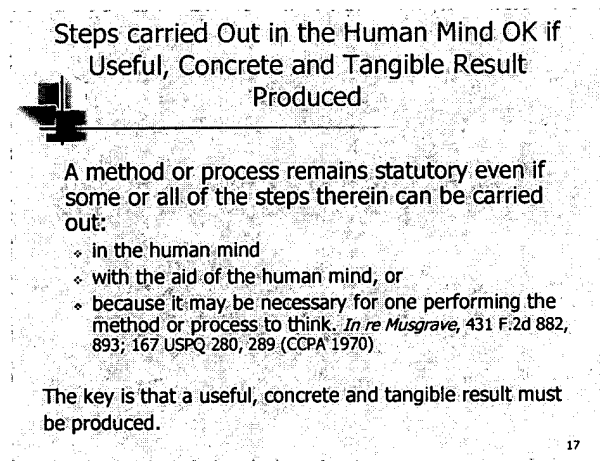 Steps carried Out in the Human Mind OK if
Useful, Concrete and Tangible Result
Produced
A method or process remains statutory even if
some or all of the steps therein can be carried
out:
❖ in the human mind
❖ with the aid of the human mind, or
❖ because it may be necessary for one performing the
method or process to think. In re Musgrave, 431 F.2d 882,
893; 167 USPQ 280, 289 (CCPA 1970)
The key is that a useful, concrete and tangible result must
be produced.
17